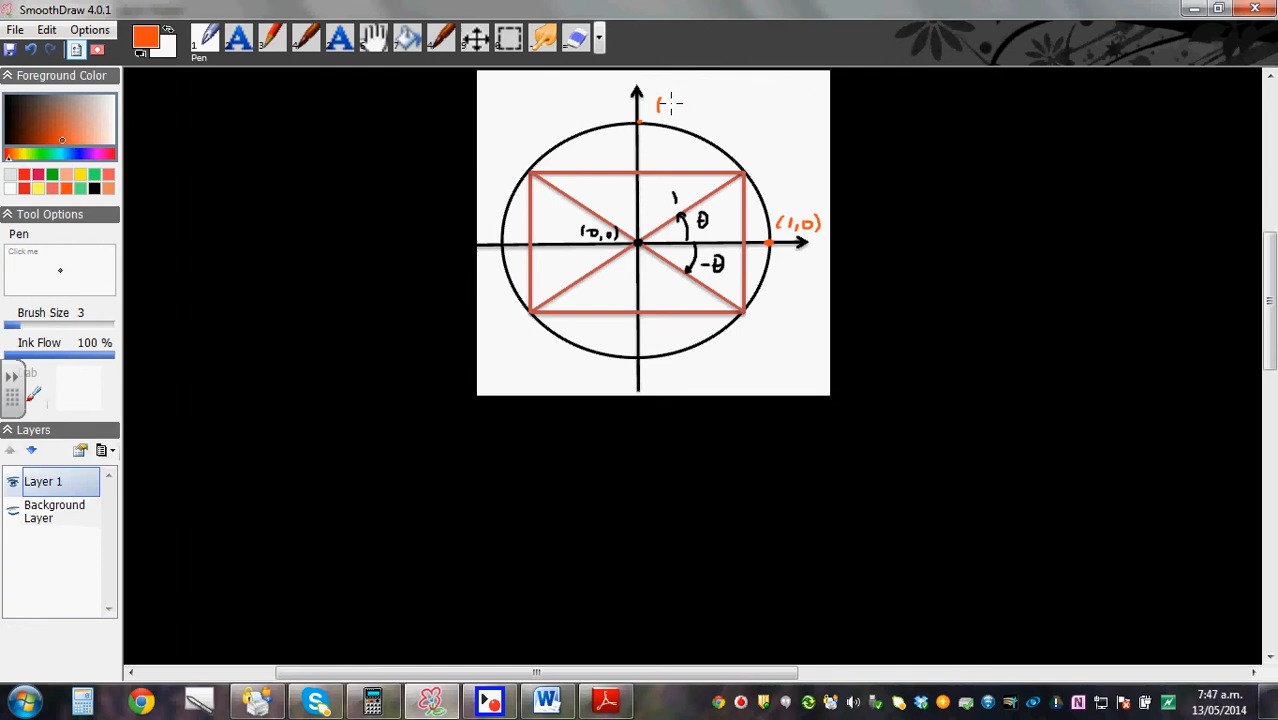 SmoothDraw 4.0.1
File Edit Options
Foreground Color
Tool Options
Pen
Click me
Brush Size 3
Ink Flow 100 %
Layers
Layer 1
Background
Layer
Pen
(
1
θ
(1,0)
(0,0)
-θ
7:47 a.m.
13/05/2014